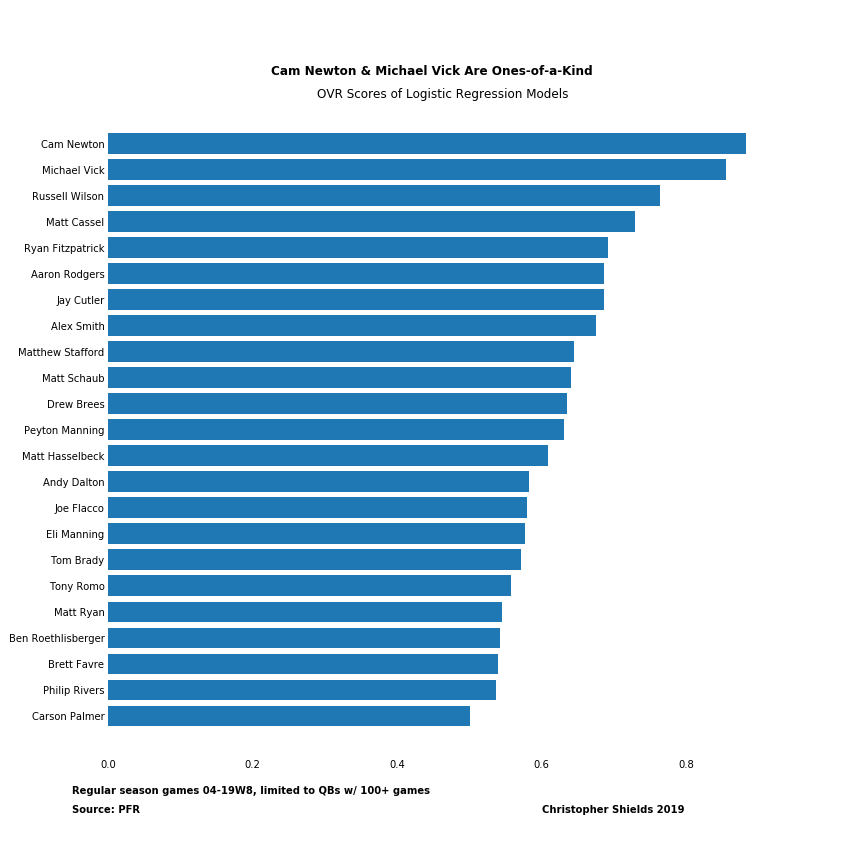 Cam Newton & Michael Vick Are Ones-of-a-Kind
OVR Scores of Logistic Regression Models
Cam Newton
Michael Vick
Russell Wilson
Matt Cassel
Ryan Fitzpatrick
Aaron Rodgers
Jay Cutler
Alex Smith
Matthew Stafford
Matt Schaub
Drew Brees
Peyton Manning
Matt Hasselbeck
Andy Dalton
Joe Flacco
Eli Manning
Tom Brady
Tony Romo
Matt Ryan
Ben Roethlisberger
Brett Favre
Philip Rivers
Carson Palmer
0.0 0.2 0.4 0.6 0.8
Regular season games 04-19W8, limited to QBs w/ 100+ games
Source: PFR Christopher Shields 2019